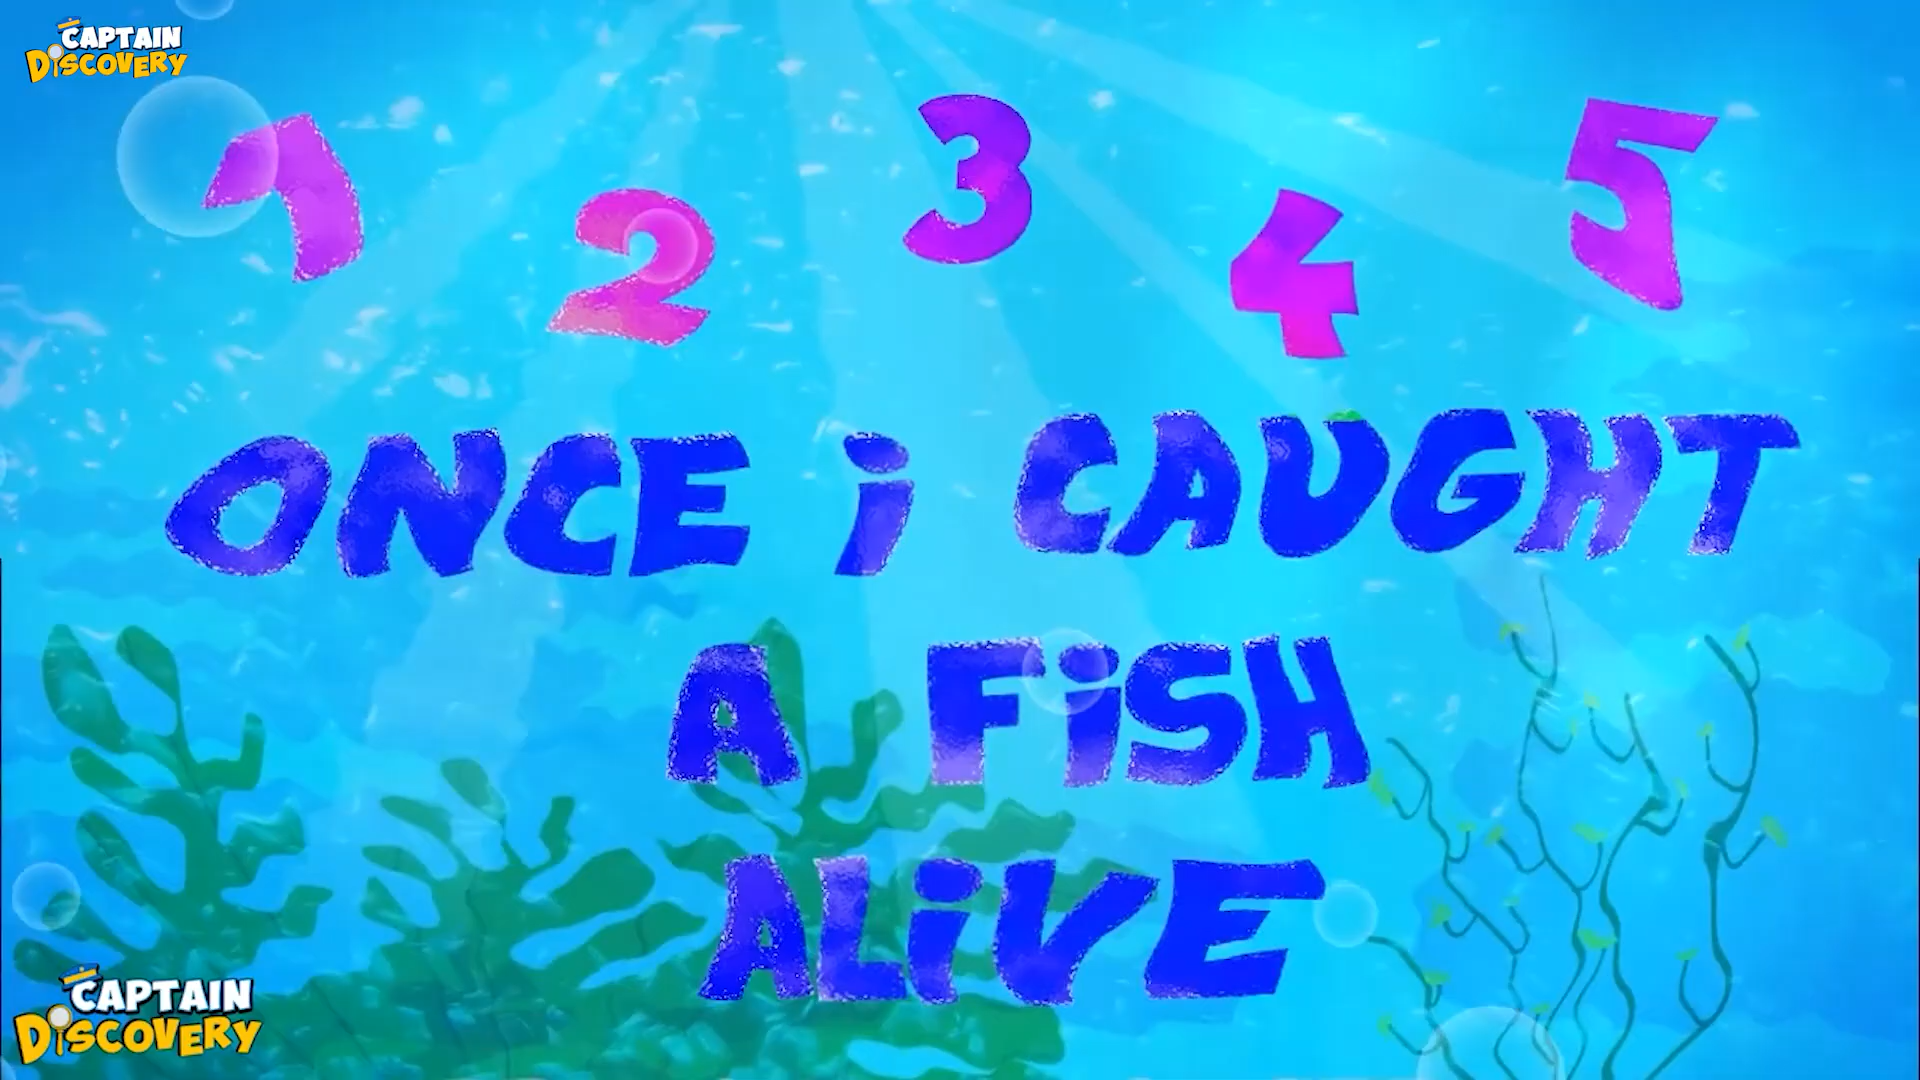 CAPTAIN
DiSCOVERY
1 2 3 4 5
ONCE i CAUGHT
A FiSH
ALiVE
CAPTAIN
DiSCOVERY